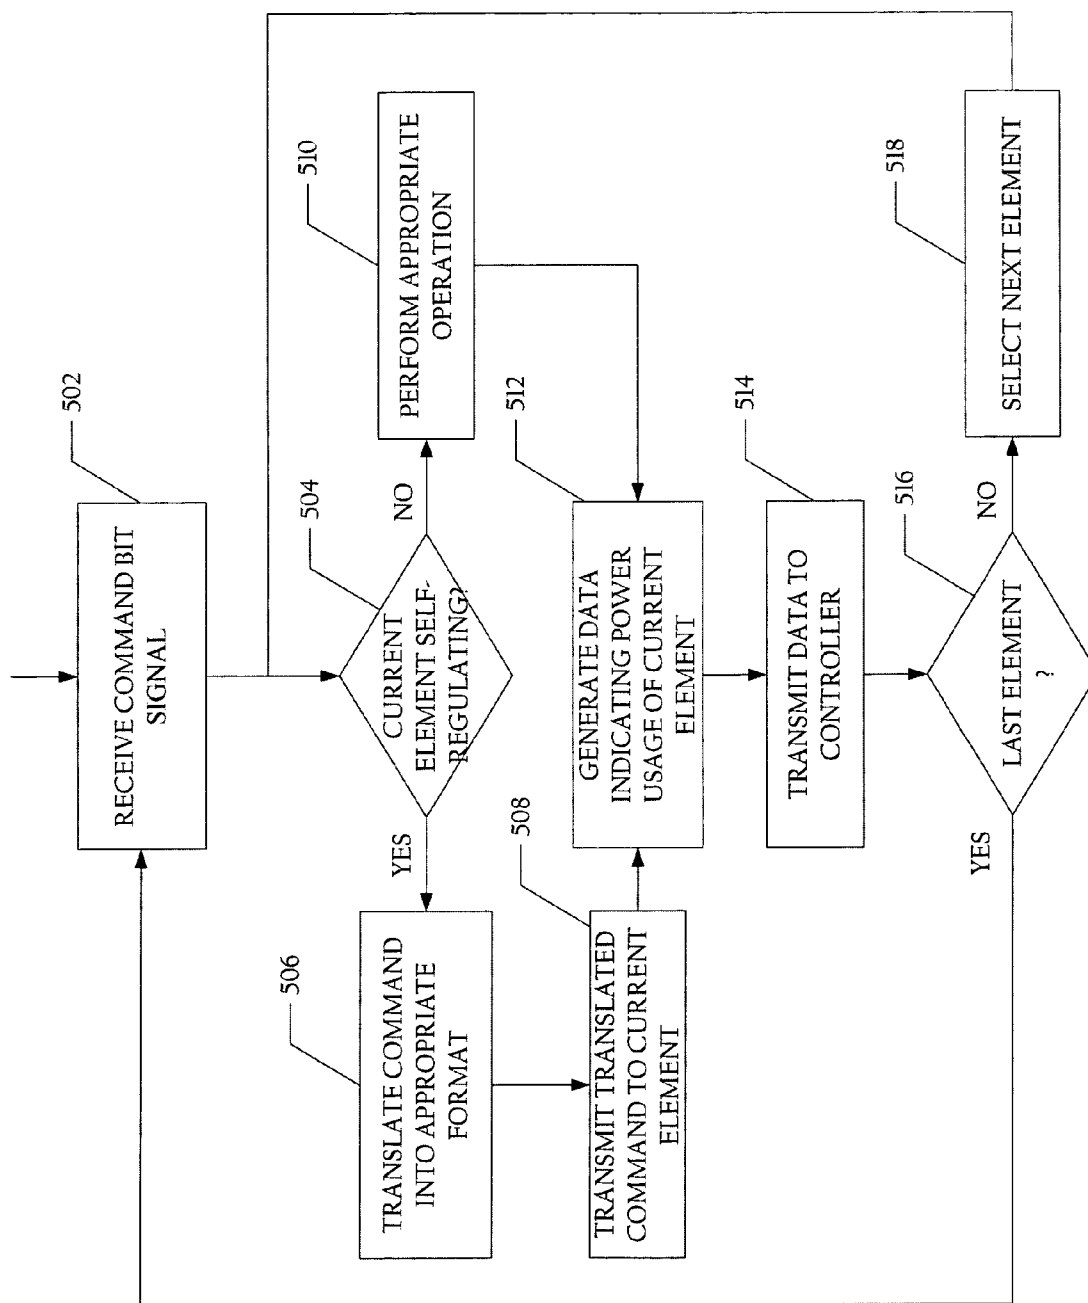 502
RECEIVE COMMAND BIT
SIGNAL
504
CURRENT
ELEMENT SELF-
REGULATING?
YES
NO
506
TRANSLATE COMMAND
INTO APPROPRIATE
FORMAT
508
TRANSMIT TRANSLATED
COMMAND TO CURRENT
ELEMENT
510
PERFORM APPROPRIATE
OPERATION
512
GENERATE DATA
INDICATING POWER
USAGE OF CURRENT
ELEMENT
514
TRANSMIT DATA TO
CONTROLLER
516
LAST ELEMENT
?
YES
NO
518
SELECT NEXT ELEMENT